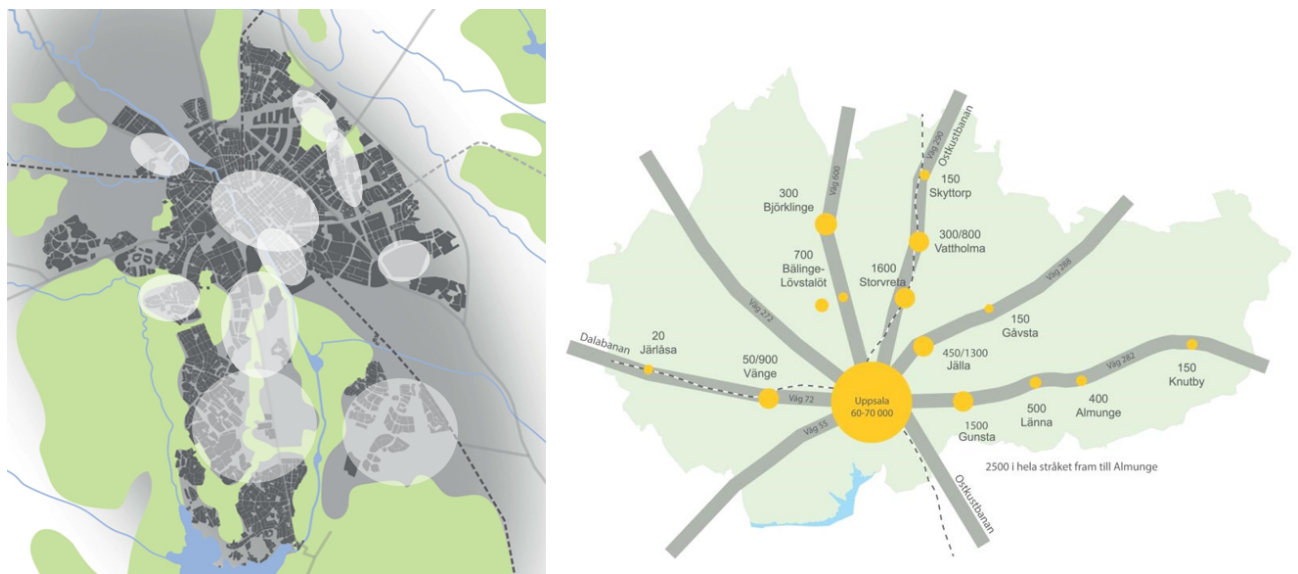 Väg 290
Ostkustbanan
Väg 600
150
Skyttorp
300
Björklinge
300/800
Vattholma
700
Bälinge-
Lövstalöt
1600
Storvreta
Väg 288
Väg 272
150
Gåvsta
20
Järlåsa
Dalabanan
50/900
Vänge
450/1300
Jälla
Väg 282
150
Knutby
Väg 72
Uppsala
60-70 000
500
Länna
400
Almunge
1500
Gunsta
Väg 55
2500 i hela stråket fram till Almunge
Ostkustbanan